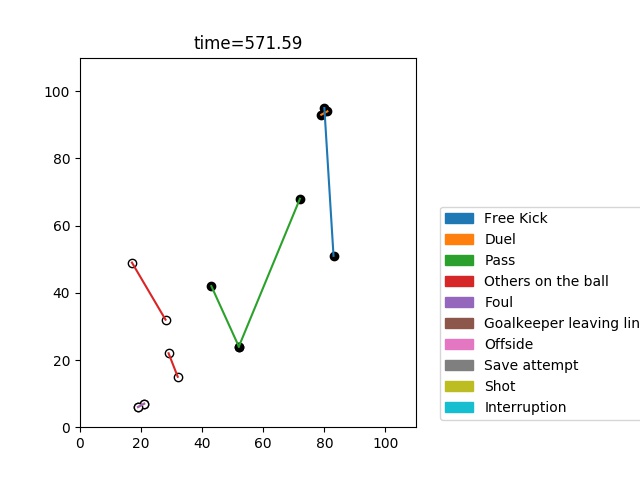 time=571.59
100
80
60
40
20
0
0 20 40 60 80 100
Free Kick
Duel
Pass
Others on the ball
Foul
Goalkeeper leaving lin
Offside
Save attempt
Shot
Interruption